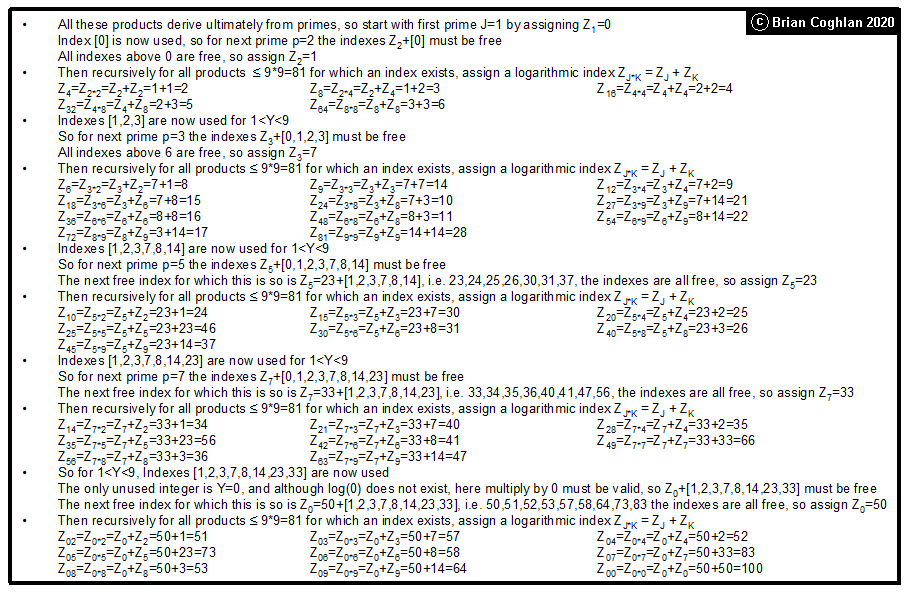 © Brian Coghlan 2020
• All these products derive ultimately from primes, so start with first prime J=1 by assigning Z₁=0
Index [0] is now used, so for next prime p=2 the indexes Z₂+[0] must be free
All indexes above 0 are free, so assign Z₂=1
• Then recursively for all products ≤ 9*9=81 for which an index exists, assign a logarithmic index Z_J*K = Z_J + Z_K
Z₄=Z₂*₂=Z₂+Z₂=1+1=2 Z₈=Z₂*₄=Z₂+Z₄=1+2=3 Z₁₆=Z₄*₄=Z₄+Z₄=2+2=4
Z₃₂=Z₄*₈=Z₄+Z₈=2+3=5 Z₆₄=Z₈*₈=Z₈+Z₈=3+3=6
• Indexes [1,2,3] are now used for 1<Y<9
So for next prime p=3 the indexes Z₃+[0,1,2,3] must be free
All indexes above 6 are free, so assign Z₃=7
• Then recursively for all products ≤ 9*9=81 for which an index exists, assign a logarithmic index Z_J*K = Z_J + Z_K
Z₆=Z₃*₂=Z₃+Z₂=7+1=8 Z₉=Z₃*₃=Z₃+Z₃=7+7=14 Z₁₂=Z₃*₄=Z₃+Z₄=7+2=9
Z₁₈=Z₃*₆=Z₃+Z₆=7+8=15 Z₂₄=Z₃*₈=Z₃+Z₈=7+3=10 Z₂₇=Z₃*₉=Z₃+Z₉=7+14=21
Z₃₆=Z₆*₆=Z₆+Z₆=8+8=16 Z₄₈=Z₆*₈=Z₆+Z₈=8+3=11 Z₅₄=Z₆*₉=Z₆+Z₉=8+14=22
Z₇₂=Z₈*₉=Z₈+Z₉=3+14=17 Z₈₁=Z₉*₉=Z₉+Z₉=14+14=28
• Indexes [1,2,3,7,8,14] are now used for 1<Y<9
So for next prime p=5 the indexes Z₅+[0,1,2,3,7,8,14] must be free
The next free index for which this is so is Z₅=23+[1,2,3,7,8,14], i.e. 23,24,25,26,30,31,37, the indexes are all free, so assign Z₅=23
• Then recursively for all products ≤ 9*9=81 for which an index exists, assign a logarithmic index Z_J*K = Z_J + Z_K
Z₁₀=Z₅*₂=Z₅+Z₂=23+1=24 Z₁₅=Z₅*₃=Z₅+Z₃=23+7=30 Z₂₀=Z₅*₄=Z₅+Z₄=23+2=25
Z₂₅=Z₅*₅=Z₅+Z₅=23+23=46 Z₃₀=Z₅*₆=Z₅+Z₆=23+8=31 Z₄₀=Z₅*₈=Z₅+Z₈=23+3=26
Z₄₅=Z₅*₉=Z₅+Z₉=23+14=37
• Indexes [1,2,3,7,8,14,23] are now used for 1<Y<9
So for next prime p=7 the indexes Z₇+[0,1,2,3,7,8,14,23] must be free
The next free index for which this is so is Z₇=33+[1,2,3,7,8,14,23], i.e. 33,34,35,36,40,41,47,56, the indexes are all free, so assign Z₇=33
• Then recursively for all products ≤ 9*9=81 for which an index exists, assign a logarithmic index Z_J*K = Z_J + Z_K
Z₁₄=Z₇*₂=Z₇+Z₂=33+1=34 Z₂₁=Z₇*₃=Z₇+Z₃=33+7=40 Z₂₈=Z₇*₄=Z₇+Z₄=33+2=35
Z₃₅=Z₇*₅=Z₇+Z₅=33+23=56 Z₄₂=Z₇*₆=Z₇+Z₆=33+8=41 Z₄₉=Z₇*₇=Z₇+Z₇=33+33=66
Z₅₆=Z₇*₈=Z₇+Z₈=33+3=36 Z₆₃=Z₇*₉=Z₇+Z₉=33+14=47
• So for 1<Y<9, Indexes [1,2,3,7,8,14,23,33] are now used
The only unused integer is Y=0, and although log(0) does not exist, here multiply by 0 must be valid, so Z₀+[1,2,3,7,8,14,23,33] must be free
The next free index for which this is so is Z₀=50+[1,2,3,7,8,14,23,33], i.e. 50,51,52,53,57,58,64,73,83 the indexes are all free, so assign Z₀=50
• Then recursively for all products ≤ 9*9=81 for which an index exists, assign a logarithmic index Z_J*K = Z_J + Z_K
Z₀₂=Z₀*₂=Z₀+Z₂=50+1=51 Z₀₃=Z₀*₃=Z₀+Z₃=50+7=57 Z₀₄=Z₀*₄=Z₀+Z₄=50+2=52
Z₀₅=Z₀*₅=Z₀+Z₅=50+23=73 Z₀₆=Z₀*₆=Z₀+Z₆=50+8=58 Z₀₇=Z₀*₇=Z₀+Z₇=50+33=83
Z₀₈=Z₀*₈=Z₀+Z₈=50+3=53 Z₀₉=Z₀*₉=Z₀+Z₉=50+14=64 Z₀₀=Z₀*₀=Z₀+Z₀=50+50=100